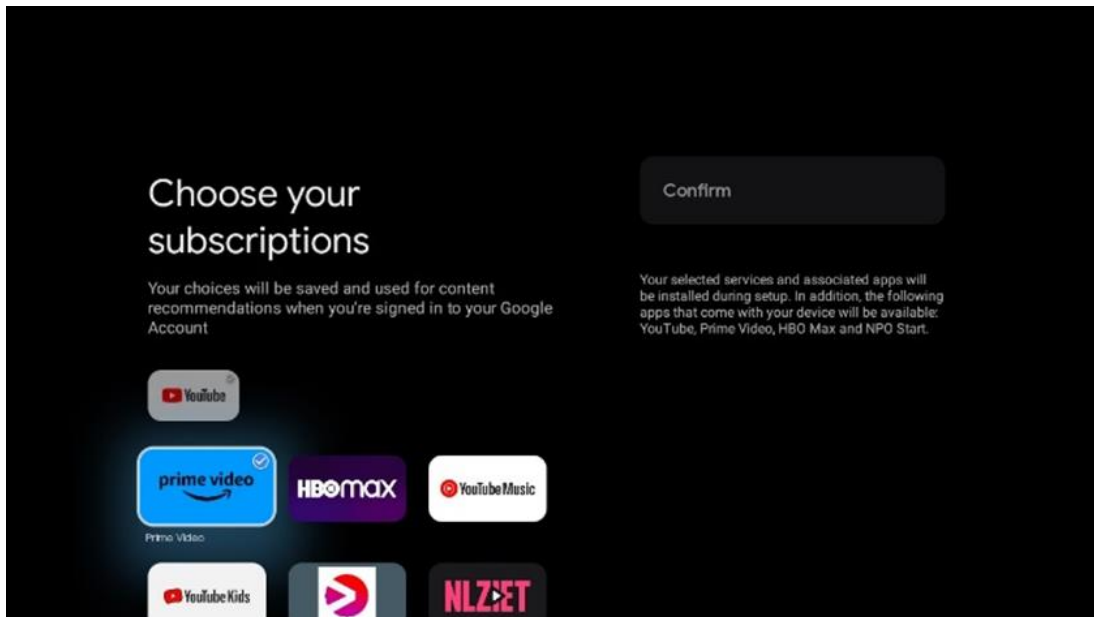 Choose your
subscriptions
Your choices will be saved and used for content
recommendations when you're signed in to your Google
Account
YouTube
prime video
HBOmax
YouTube Music
Prime Video
YouTube Kids
NLZIET
Confirm
Your selected services and associated apps will
be installed during setup. In addition, the following
apps that come with your device will be available:
YouTube, Prime Video, HBO Max and NPO Start.